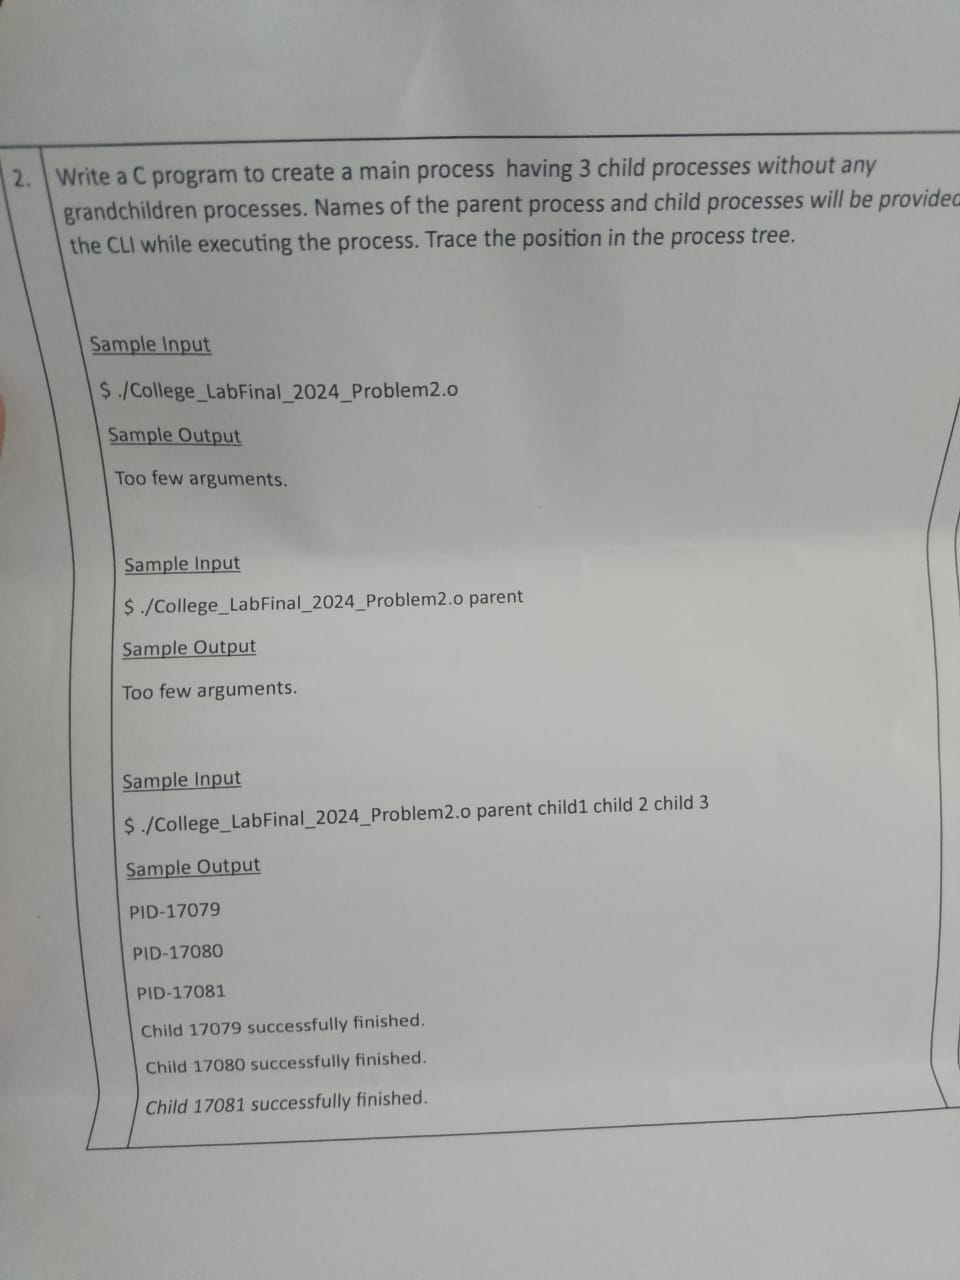 2. Write a C program to create a main process having 3 child processes without any
grandchildren processes. Names of the parent process and child processes will be provided
the CLI while executing the process. Trace the position in the process tree.
Sample Input
$ ./College_LabFinal_2024_Problem2.o
Sample Output
Too few arguments.
Sample Input
$ ./College_LabFinal_2024_Problem2.o parent
Sample Output
Too few arguments.
Sample Input
$ ./College_LabFinal_2024_Problem2.o parent child1 child 2 child 3
Sample Output
PID-17079
PID-17080
PID-17081
Child 17079 successfully finished.
Child 17080 successfully finished.
Child 17081 successfully finished.